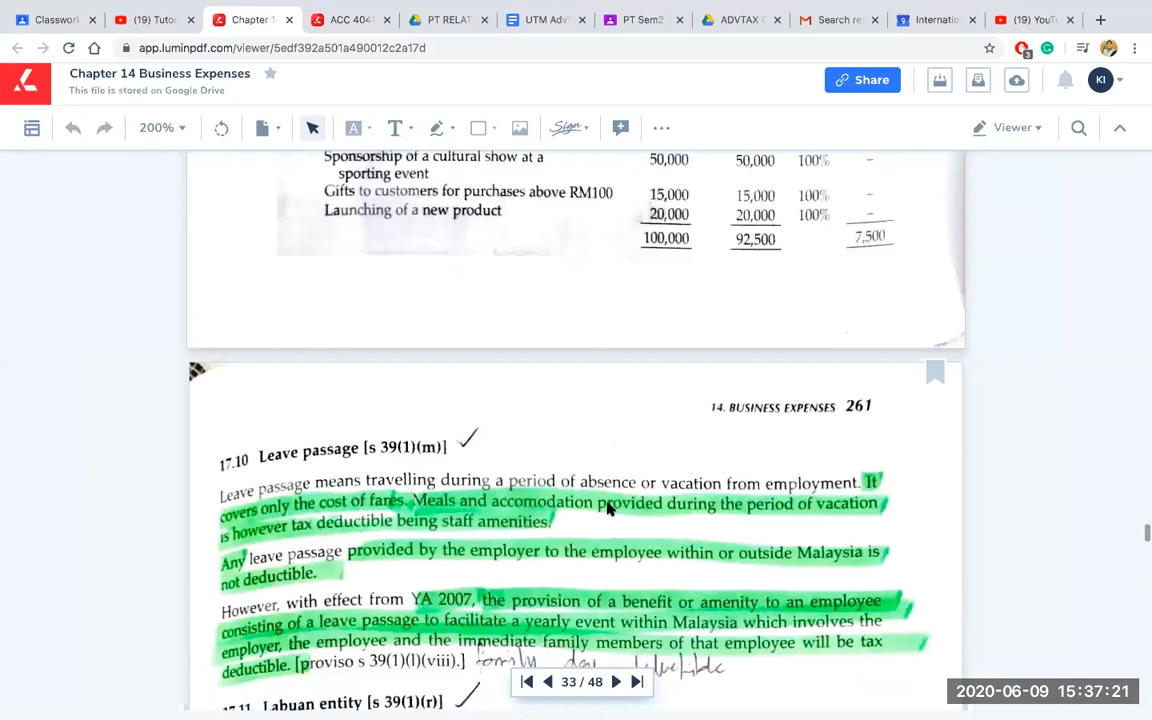 Classwork
(19) Tutor
Chapter 1
ACC 404
PT RELAT
UTM Adv
PT Sem2
ADVTAX
Search re
Internatio
(19) YouT
app.luminpdf.com/viewer/5edf392a501a490012c2a17d
3
Chapter 14 Business Expenses
This file is stored on Google Drive
Share
KI
200%
A
T
Sign
Viewer
Sponsorship of a cultural show at a 50,000 50,000 100% –
sporting event
Gifts to customers for purchases above RM100 15,000 15,000 100% –
Launching of a new product 20,000 20,000 100% –
100,000 92,500 7,500
14. BUSINESS EXPENSES 261
17.10 Leave passage [s 39(1)(m)]
Leave passage means travelling during a period of absence or vacation from employment. It
covers only the cost of fares. Meals and accomodation provided during the period of vacation
is however tax deductible being staff amenities.
Any leave passage provided by the employer to the employee within or outside Malaysia is
not deductible.
However, with effect from YA 2007, the provision of a benefit or amenity to an employee
consisting of a leave passage to facilitate a yearly event within Malaysia which involves the
employer, the employee and the immediate family members of that employee will be tax
deductible. [proviso s 39(1)(l)(viii).] family day
17.11 Labuan entity [s 39(1)(r)]
33 / 48
2020-06-09 15:37:21